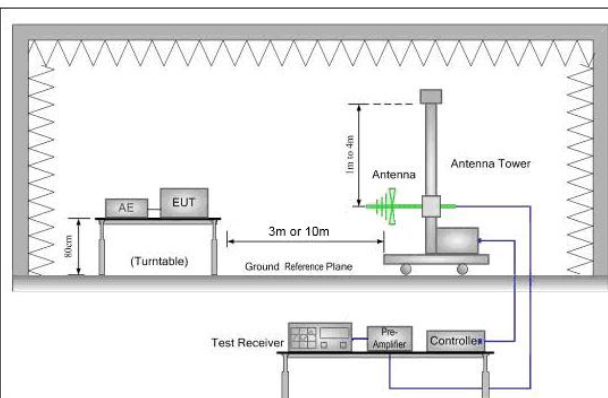 1m to 4m
Antenna
Antenna Tower
AE
EUT
3m or 10m
80cm
(Turntable)
Ground Reference Plane
Test Receiver
Pre-
Amplifier
Controller